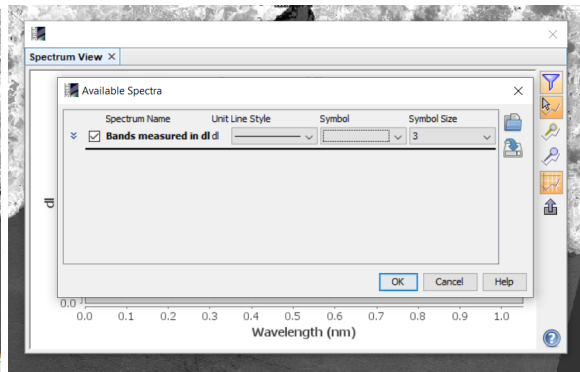 Spectrum View ×
Available Spectra
Spectrum Name Unit Line Style Symbol Symbol Size
Bands measured in dl dl 3
dl
OK Cancel Help
0.0
0.0 0.1 0.2 0.3 0.4 0.5 0.6 0.7 0.8 0.9 1.0
Wavelength (nm)